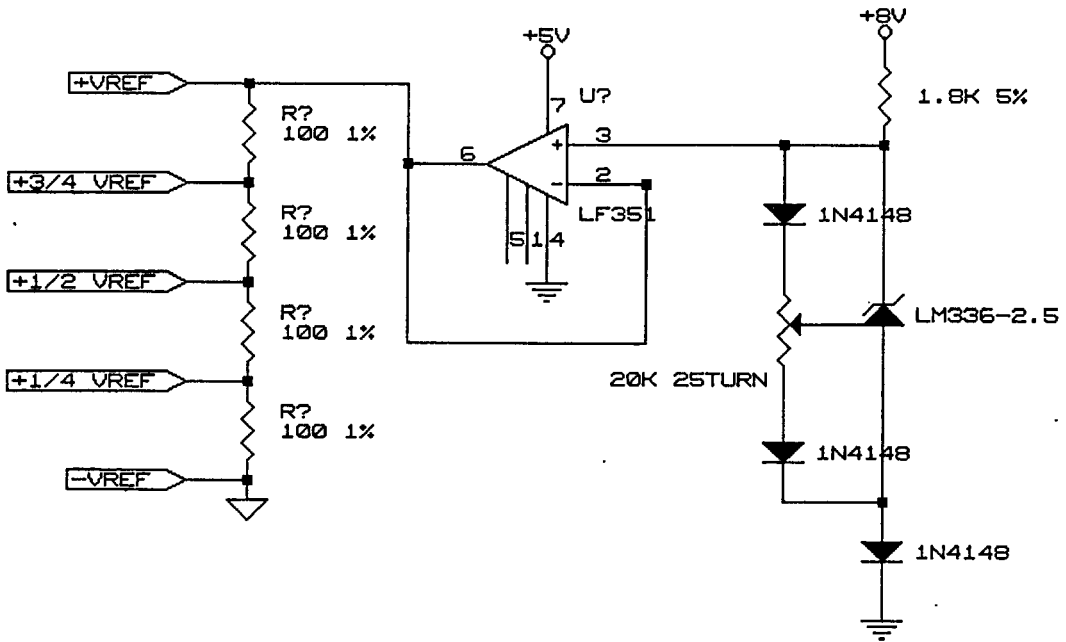 +5V
+8V
+VREF
R?
100 1%
7
U?
1.8K 5%
+
3
6
-
2
+3/4 VREF
LF351
1N4148
R?
100 1%
5
1
4
+1/2 VREF
R?
100 1%
LM336-2.5
+1/4 VREF
20K 25TURN
R?
100 1%
1N4148
-VREF
1N4148